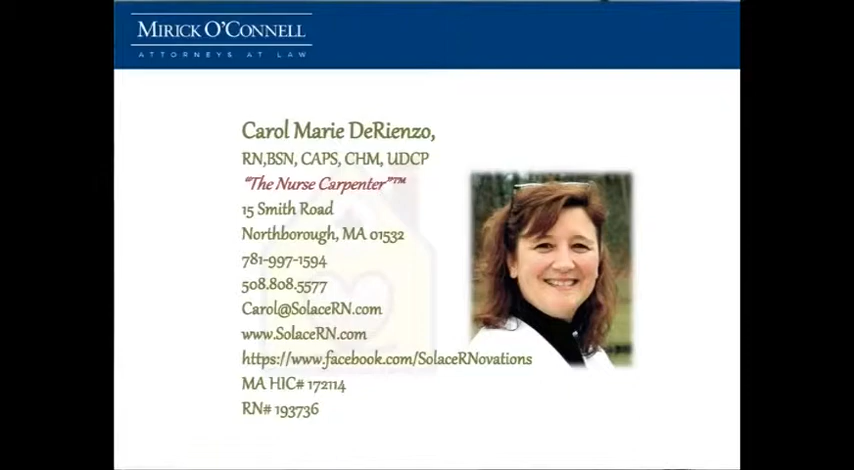 MIRICK O'CONNELL
ATTORNEYS AT LAW
Carol Marie DeRienzo,
RN,BSN, CAPS, CHM, UDCP
"The Nurse Carpenter"™
15 Smith Road
Northborough, MA 01532
781-997-1594
508.808.5577
Carol@SolaceRN.com
www.SolaceRN.com
https://www.facebook.com/SolaceRNovations
MA HIC# 172114
RN# 193736